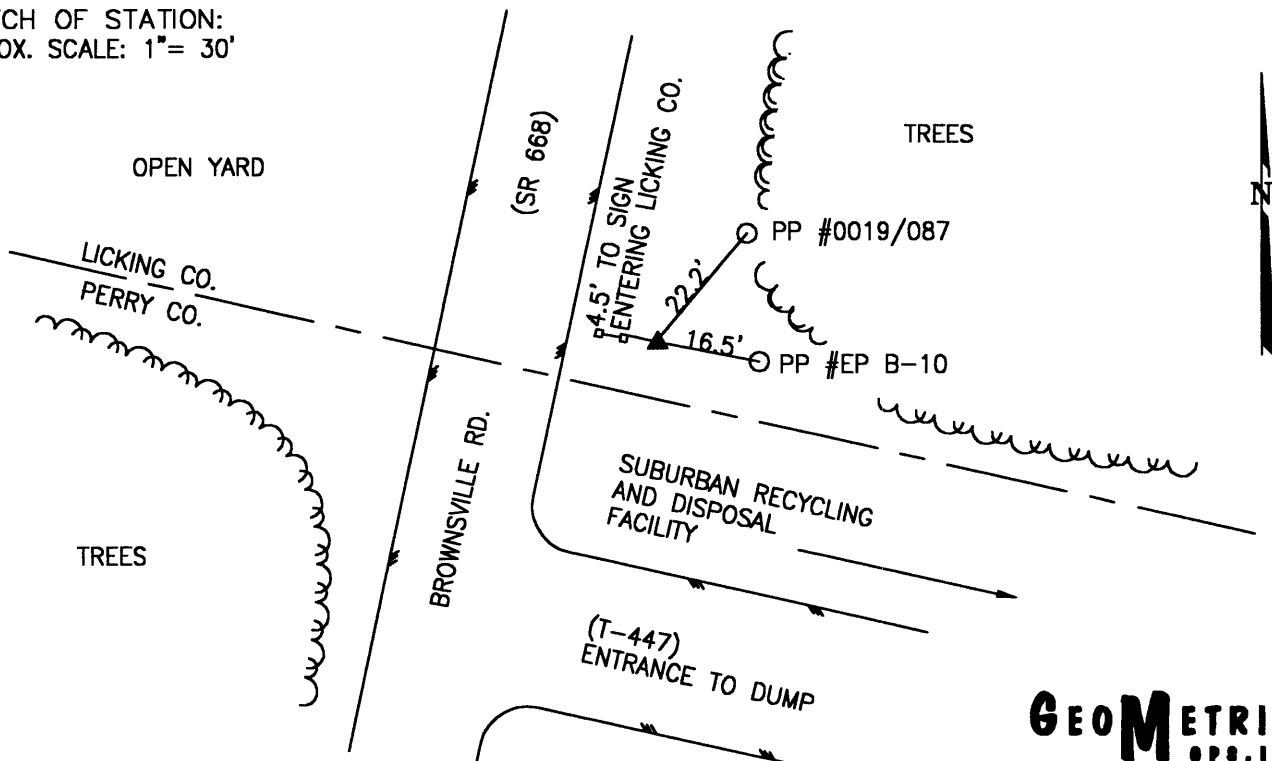 TCH OF STATION:
OX. SCALE: 1"= 30'
OPEN YARD
(SR 668)
4.5' TO SIGN
ENTERING LICKING CO.
TREES
N
PP #0019/087
22.2'
LICKING CO.
PERRY CO.
16.5'
PP #EP B-10
BROWNSVILLE RD.
SUBURBAN RECYCLING
AND DISPOSAL
FACILITY
TREES
(T-447)
ENTRANCE TO DUMP
GEOMETRI